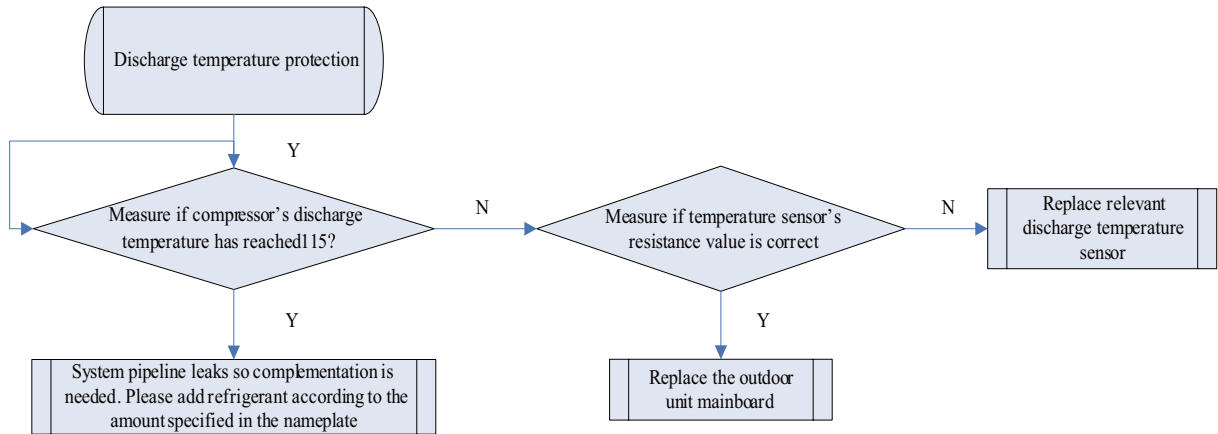 Discharge temperature protection
Y
Measure if compressor's discharge
temperature has reached115?
N
Measure if temperature sensor's
resistance value is correct
N
Replace relevant
discharge temperature
sensor
Y
Y
System pipeline leaks so complementation is
needed. Please add refrigerant according to the
amount specified in the nameplate
Replace the outdoor
unit mainboard